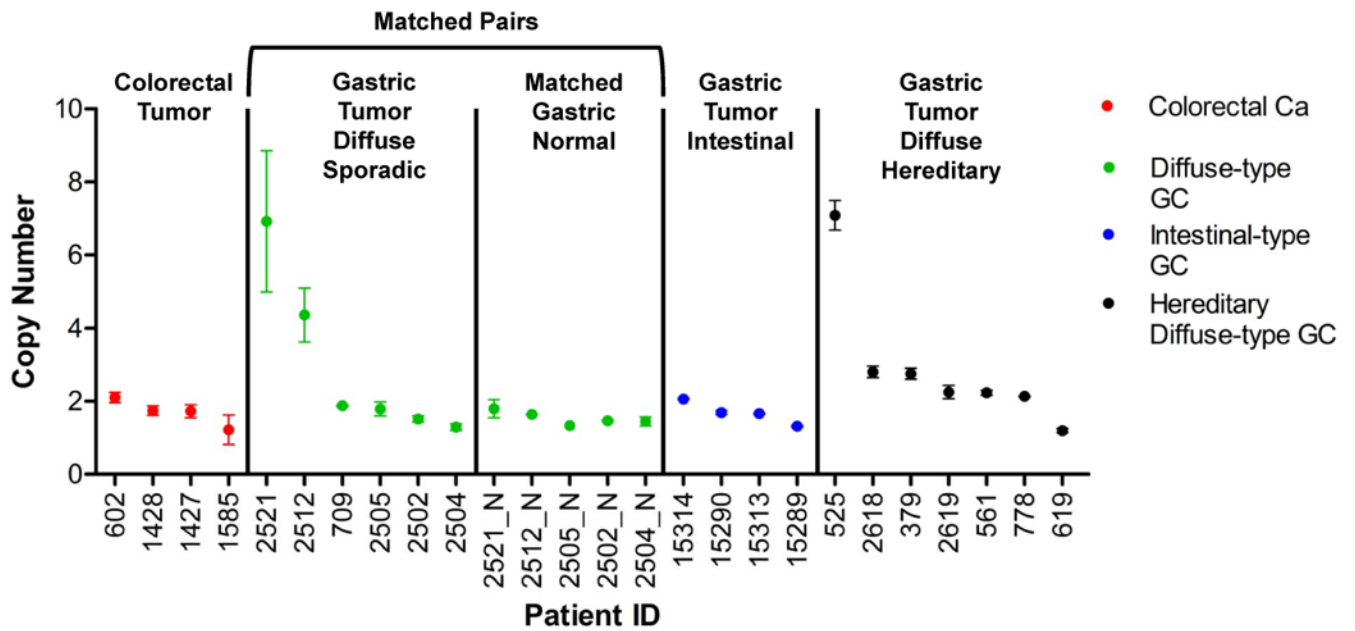 Matched Pairs
Colorectal
Tumor
Gastric
Tumor
Diffuse
Sporadic
Matched
Gastric
Normal
Gastric
Tumor
Intestinal
Gastric
Tumor
Diffuse
Hereditary
Colorectal Ca
Diffuse-type
GC
Intestinal-type
GC
Hereditary
Diffuse-type GC
Copy Number
10
8
6
4
2
0
602
1428
1427
1585
2521
2512
709
2505
2502
2504
2521_N
2512_N
2505_N
2502_N
2504_N
15314
15290
15313
15289
525
2618
379
2619
561
778
619
Patient ID